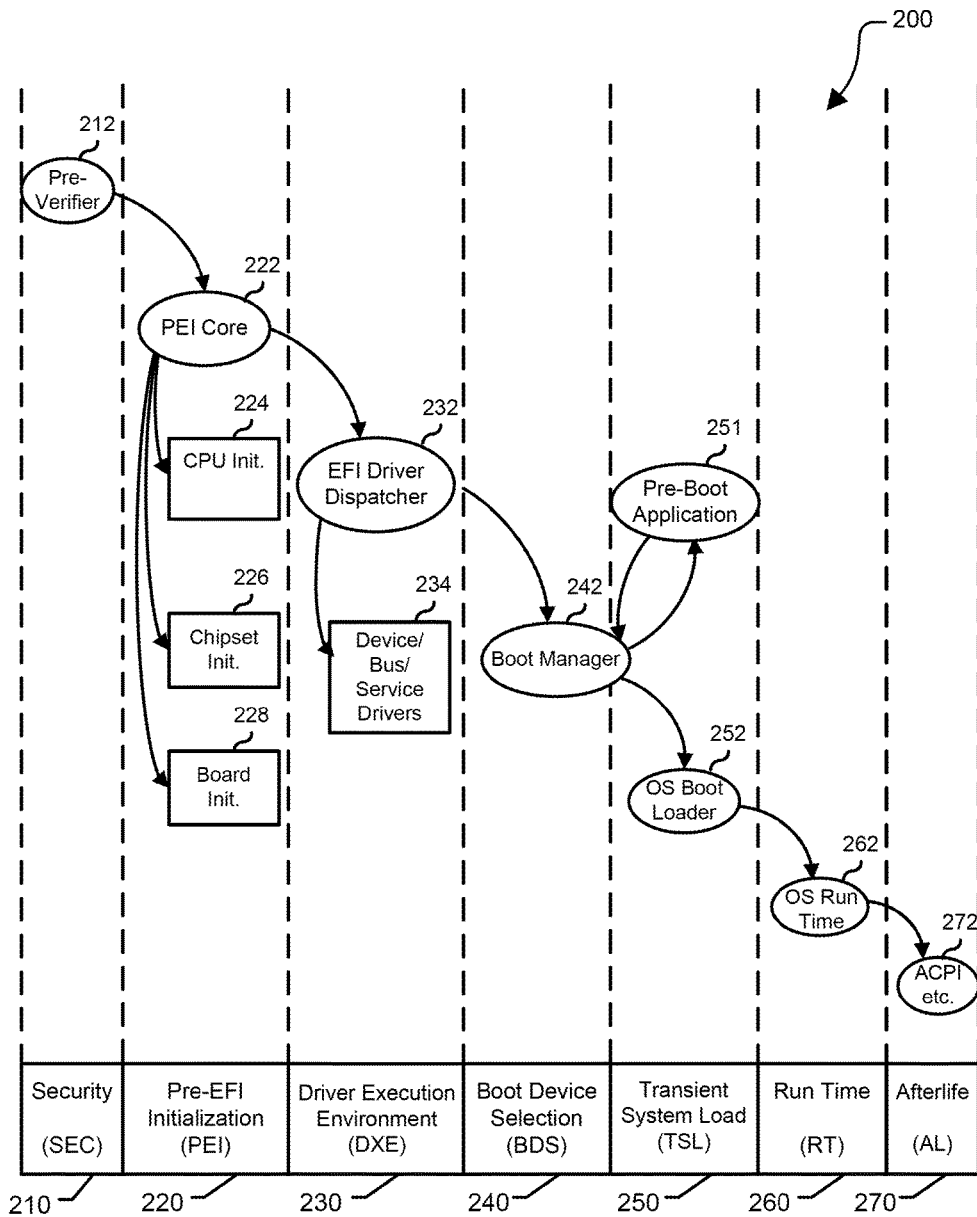 200
212
Pre-
Verifier
222
PEI Core
224
CPU Init.
232
EFI Driver
Dispatcher
251
Pre-Boot
Application
226
Chipset
Init.
234
Device/
Bus/
Service
Drivers
242
Boot Manager
228
Board
Init.
252
OS Boot
Loader
262
OS Run
Time
272
ACPI
etc.
Security
(SEC)
Pre-EFI
Initialization
(PEI)
Driver Execution
Environment
(DXE)
Boot Device
Selection
(BDS)
Transient
System Load
(TSL)
Run Time
(RT)
Afterlife
(AL)
210
220
230
240
250
260
270